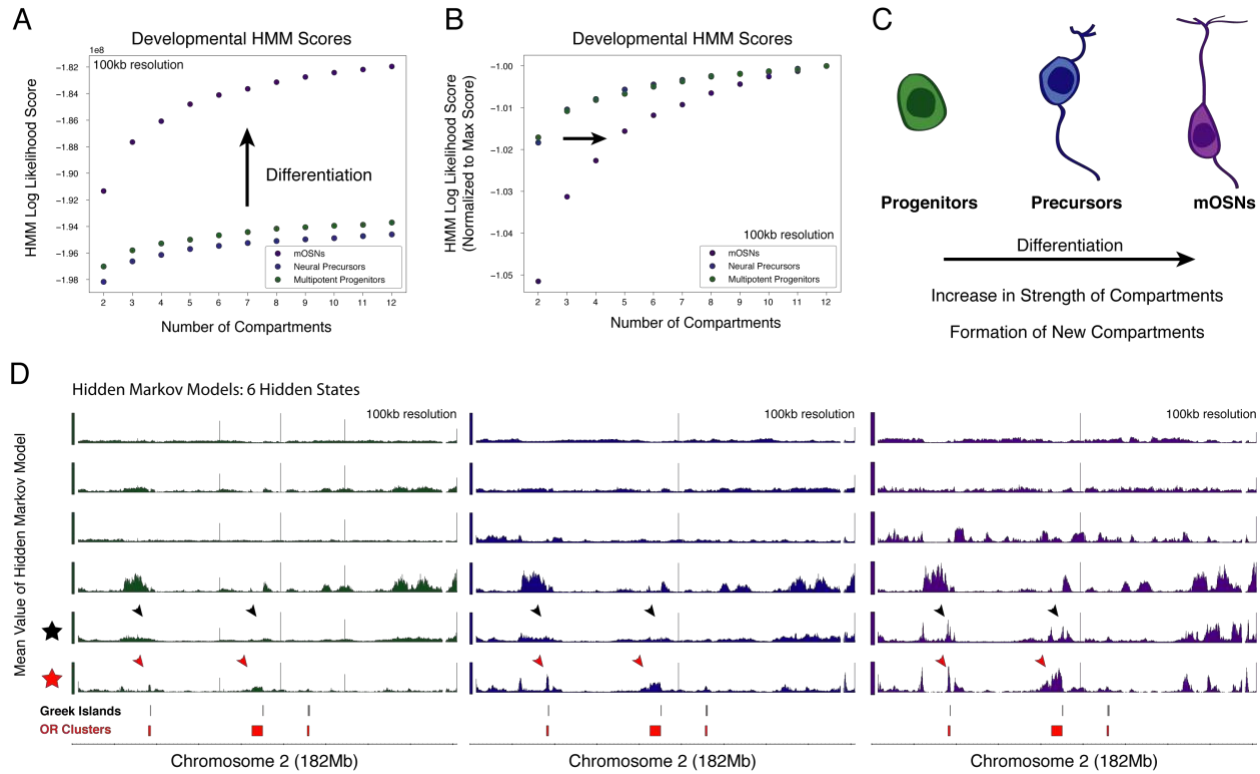 A
Developmental HMM Scores
1e8
100kb resolution
−1.82
−1.84
−1.86
−1.88
−1.90
−1.92
−1.94
−1.96
−1.98
HMM Log Likelihood Score
Differentiation
mOSNs
Neural Precursors
Multipotent Progenitors
2 3 4 5 6 7 8 9 10 11 12
Number of Compartments
B
Developmental HMM Scores
−1.00
−1.01
−1.02
−1.03
−1.04
−1.05
HMM Log Likelihood Score
(Normalized to Max Score)
100kb resolution
mOSNs
Neural Precursors
Multipotent Progenitors
2 3 4 5 6 7 8 9 10 11 12
Number of Compartments
C
Progenitors Precursors mOSNs
Differentiation
Increase in Strength of Compartments
Formation of New Compartments
D
Hidden Markov Models: 6 Hidden States
100kb resolution 100kb resolution 100kb resolution
Mean Value of Hidden Markov Model
Greek Islands
OR Clusters
Chromosome 2 (182Mb) Chromosome 2 (182Mb) Chromosome 2 (182Mb)